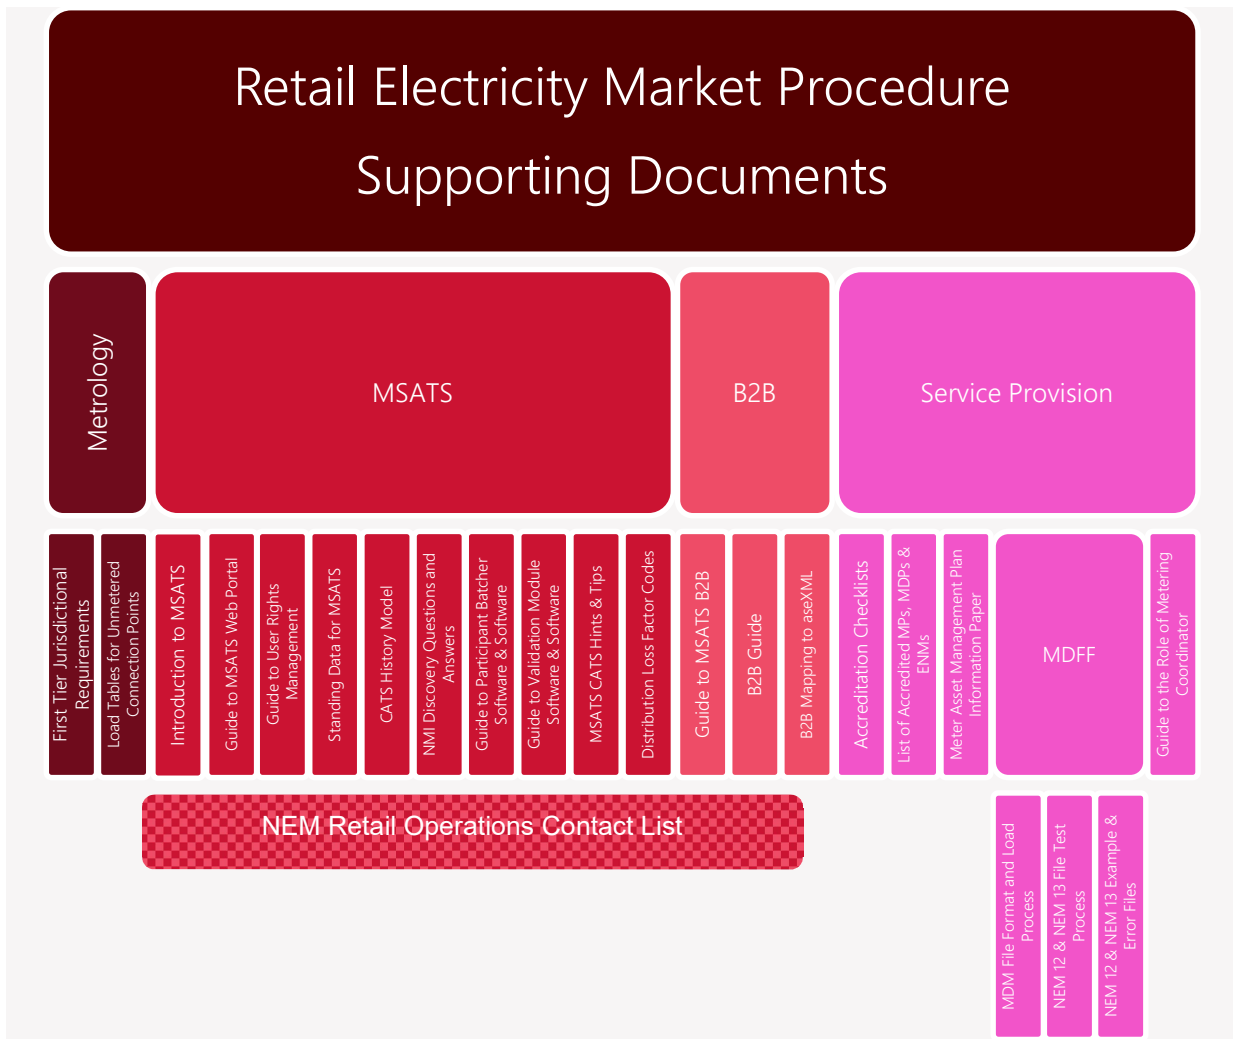 Retail Electricity Market Procedure
Supporting Documents
Metrology
MSATS
B2B
Service Provision
First Tier Jurisdictional
Requirements
Load Tables for Unmetered
Connection Points
Introduction to MSATS
Guide to MSATS Web Portal
Guide to User Rights
Management
Standing Data for MSATS
CATS History Model
NMI Discovery Questions and
Answers
Guide to Participant Batcher
Software & Software
Guide to Validation Module
Software & Software
MSATS CATS Hints & Tips
Distribution Loss Factor Codes
Guide to MSATS B2B
B2B Guide
B2B Mapping to aseXML
Accreditation Checklists
List of Accredited MPs, MDPs &
ENMs
Meter Asset Management Plan
Information Paper
MDFF
Guide to the Role of Metering
Coordinator
NEM Retail Operations Contact List
MDM File Format and Load
Process
NEM 12 & NEM 13 File Test
Process
NEM 12 & NEM 13 Example &
Error Files